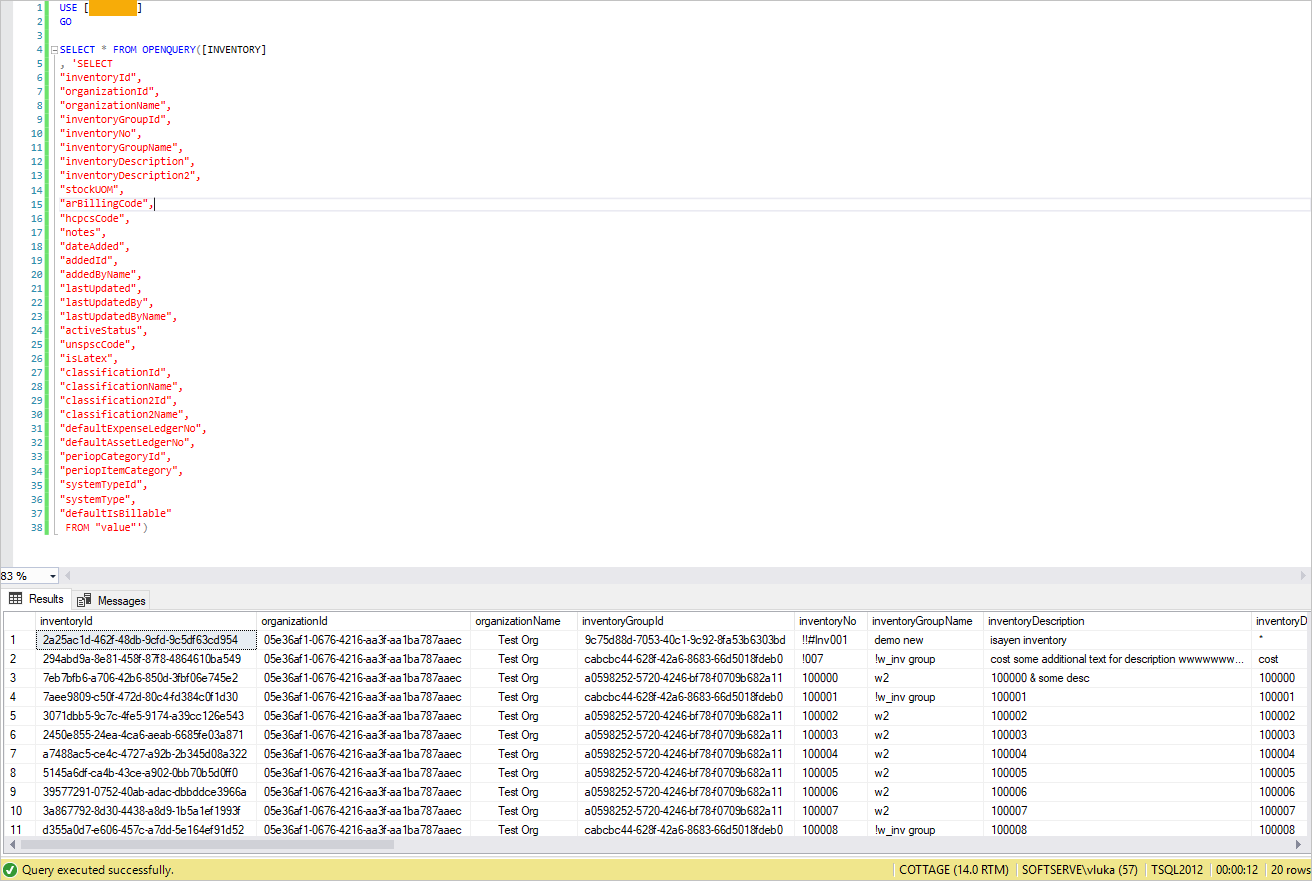 1 USE [ ]
2 GO
3
4 SELECT * FROM OPENQUERY([INVENTORY]
5 , 'SELECT
6 "inventoryId",
7 "organizationId",
8 "organizationName",
9 "inventoryGroupId",
10 "inventoryNo",
11 "inventoryGroupName",
12 "inventoryDescription",
13 "inventoryDescription2",
14 "stockUOM",
15 "arBillingCode",
16 "hcpcsCode",
17 "notes",
18 "dateAdded",
19 "addedId",
20 "addedByName",
21 "lastUpdated",
22 "lastUpdatedBy",
23 "lastUpdatedByName",
24 "activeStatus",
25 "unspscCode",
26 "isLatex",
27 "classificationId",
28 "classificationName",
29 "classification2Id",
30 "classification2Name",
31 "defaultExpenseLedgerNo",
32 "defaultAssetLedgerNo",
33 "periopCategoryId",
34 "periopItemCategory",
35 "systemTypeId",
36 "systemType",
37 "defaultIsBillable"
38 FROM "value"')
83 %
Results Messages
inventoryId organizationId organizationName inventoryGroupId inventoryNo inventoryGroupName inventoryDescription inventoryD
1 2a25ac1d-462f-48db-9cfd-9c5df63cd954 05e36af1-0676-4216-aa3f-aa1ba787aaec Test Org 9c75d88d-7053-40c1-9c92-8fa53b6303bd !!#Inv001 demo new isayen inventory *
2 294abd9a-8e81-458f-87f8-4864610ba549 05e36af1-0676-4216-aa3f-aa1ba787aaec Test Org cabcbc44-628f-42a6-8683-66d5018fdeb0 !007 !w_inv group cost some additional text for description wwwwwwww... cost
3 7eb7bfb6-a706-42b6-850d-3fbf06e745e2 05e36af1-0676-4216-aa3f-aa1ba787aaec Test Org a0598252-5720-4246-bf78-f0709b682a11 100000 w2 100000 & some desc 100000
4 7aee9809-c50f-472d-80c4-fd384c0f1d30 05e36af1-0676-4216-aa3f-aa1ba787aaec Test Org cabcbc44-628f-42a6-8683-66d5018fdeb0 100001 !w_inv group 100001 100001
5 3071dbb5-9c7c-4fe5-9174-a39cc126e543 05e36af1-0676-4216-aa3f-aa1ba787aaec Test Org a0598252-5720-4246-bf78-f0709b682a11 100002 w2 100002 100002
6 2450e855-24ea-4ca6-aeab-6685fe03a871 05e36af1-0676-4216-aa3f-aa1ba787aaec Test Org a0598252-5720-4246-bf78-f0709b682a11 100003 w2 100003 100003
7 a7488ac5-ce4c-4727-a92b-2b345d08a322 05e36af1-0676-4216-aa3f-aa1ba787aaec Test Org a0598252-5720-4246-bf78-f0709b682a11 100004 w2 100004 100004
8 5145a6df-ca4b-43ce-a902-0bb70b5d0ff0 05e36af1-0676-4216-aa3f-aa1ba787aaec Test Org a0598252-5720-4246-bf78-f0709b682a11 100005 w2 100005 100005
9 39577291-0752-40ab-adac-dbbddce3966a 05e36af1-0676-4216-aa3f-aa1ba787aaec Test Org a0598252-5720-4246-bf78-f0709b682a11 100006 w2 100006 100006
10 3a867792-8d30-4438-a8d9-1b5a1ef1993f 05e36af1-0676-4216-aa3f-aa1ba787aaec Test Org a0598252-5720-4246-bf78-f0709b682a11 100007 w2 100007 100007
11 d355a0d7-e606-457c-a7dd-5e164ef91d52 05e36af1-0676-4216-aa3f-aa1ba787aaec Test Org cabcbc44-628f-42a6-8683-66d5018fdeb0 100008 !w_inv group 100008 100008
Query executed successfully. COTTAGE (14.0 RTM) SOFTSERVE\vluka (57) TSQL2012 00:00:12 20 rows